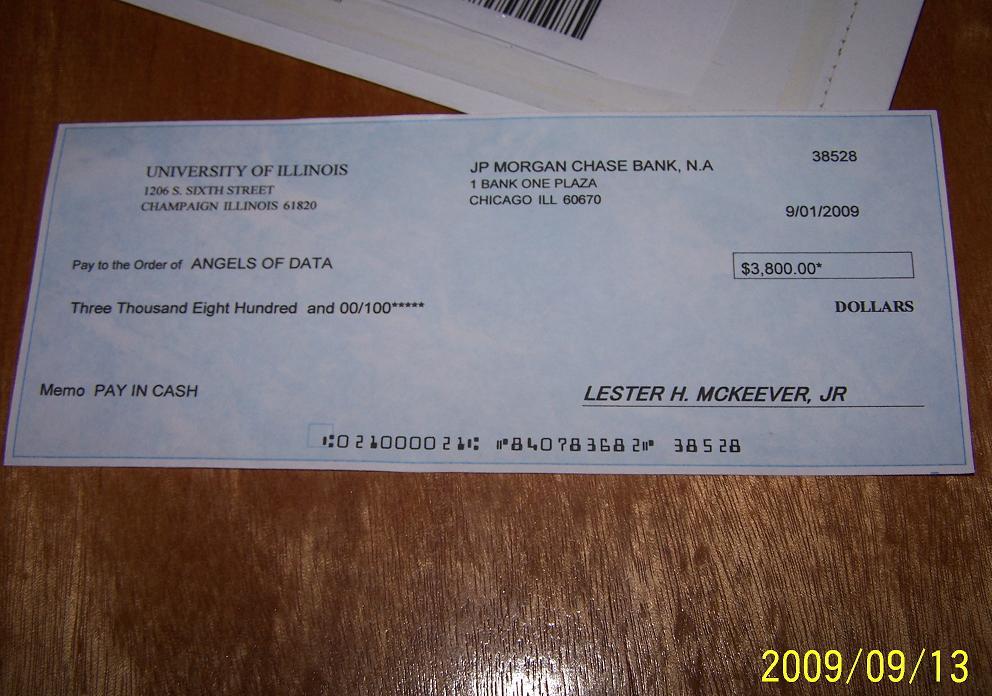 UNIVERSITY OF ILLINOIS
1206 S. SIXTH STREET
CHAMPAIGN ILLINOIS 61820
JP MORGAN CHASE BANK, N.A
1 BANK ONE PLAZA
CHICAGO ILL 60670
38528
9/01/2009
Pay to the Order of ANGELS OF DATA
$3,800.00*
Three Thousand Eight Hundred and 00/100*****
DOLLARS
Memo PAY IN CASH
LESTER H. MCKEEVER, JR
⑆021000021⑆ ⑈840783682⑈ 38528
2009/09/13